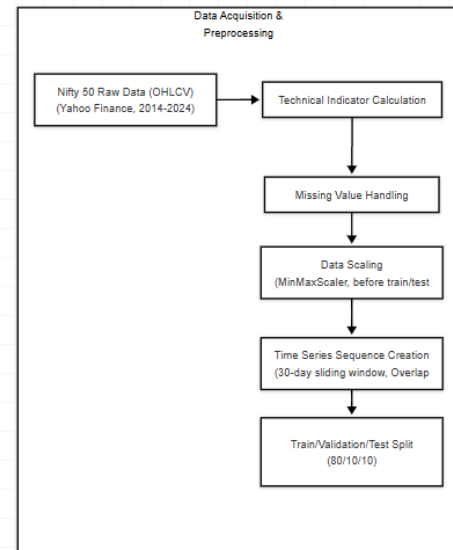 Data Acquisition &
Preprocessing
Nifty 50 Raw Data (OHLCV)
(Yahoo Finance, 2014-2024)
Technical Indicator Calculation
Missing Value Handling
Data Scaling
(MinMaxScaler, before train/test
Time Series Sequence Creation
(30-day sliding window, Overlap
Train/Validation/Test Split
(80/10/10)